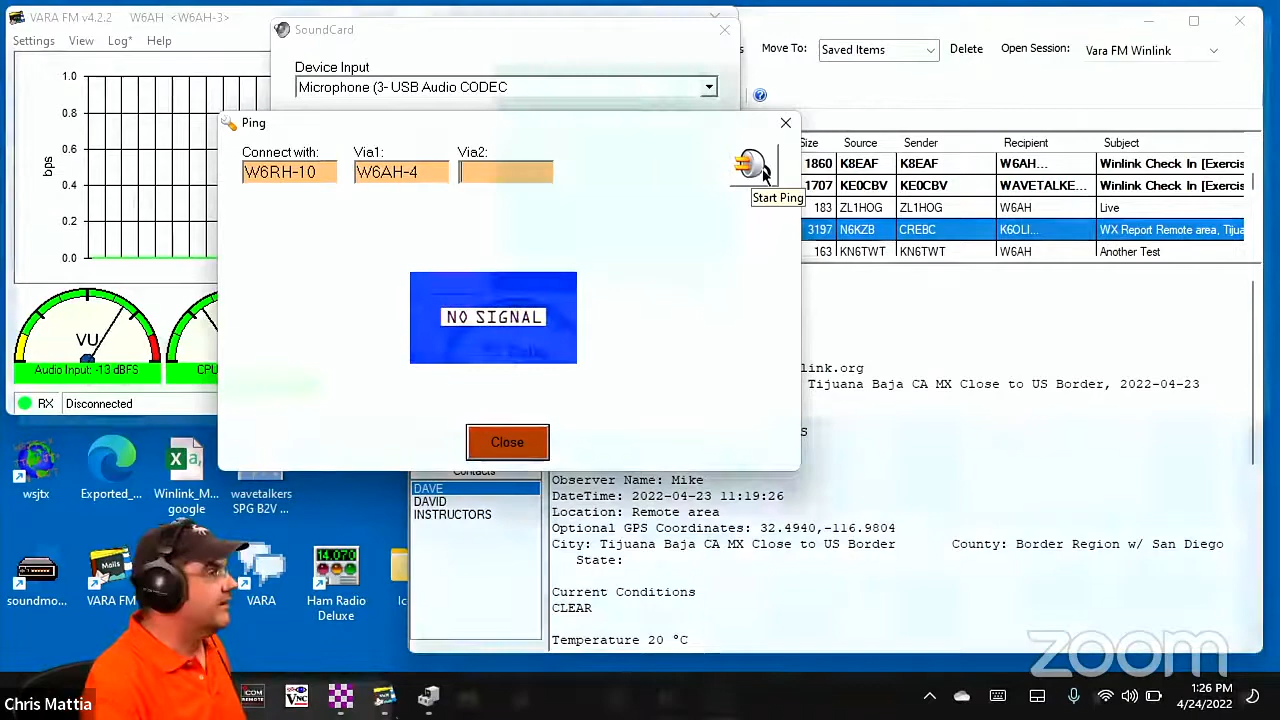 VARA FM v4.2.2 W6AH <W6AH-3>
Settings View Log* Help
SoundCard
Device Input
Microphone (3- USB Audio CODEC
Move To: Saved Items Delete Open Session: Vara FM Winlink
Ping
Connect with: Via1: Via2:
W6RH-10 W6AH-4
Start Ping
NO SIGNAL
Close
1.0
0.8
0.6
0.4
0.2
0.0
bps
VU
Audio Input: -13 dBFS
CPU
RX Disconnected
Size Source Sender Recipient Subject
1860 K8EAF K8EAF W6AH... Winlink Check In [Exercis
1707 KE0CBV KE0CBV WAVETALKE... Winlink Check In [Exercis
183 ZL1HOG ZL1HOG W6AH Live
3197 N6KZB CREBC K6OLI... WX Report Remote area, Tijua
163 KN6TWT KN6TWT W6AH Another Test
link.org
Tijuana Baja CA MX Close to US Border, 2022-04-23
s
Contacts
DAVE
DAVID
INSTRUCTORS
Observer Name: Mike
DateTime: 2022-04-23 11:19:26
Location: Remote area
Optional GPS Coordinates: 32.4940,-116.9804
City: Tijuana Baja CA MX Close to US Border County: Border Region w/ San Diego
State:
Current Conditions
CLEAR
Temperature 20 °C
wsjtx
Exported_...
Winlink_M... google
wavetalkers SPG B2V ...
soundmo...
VARA FM
VARA
14.070
Ham Radio Deluxe
Ic
Mails
ICOM REMOTE
VNC
zoom
Chris Mattia
1:26 PM
4/24/2022